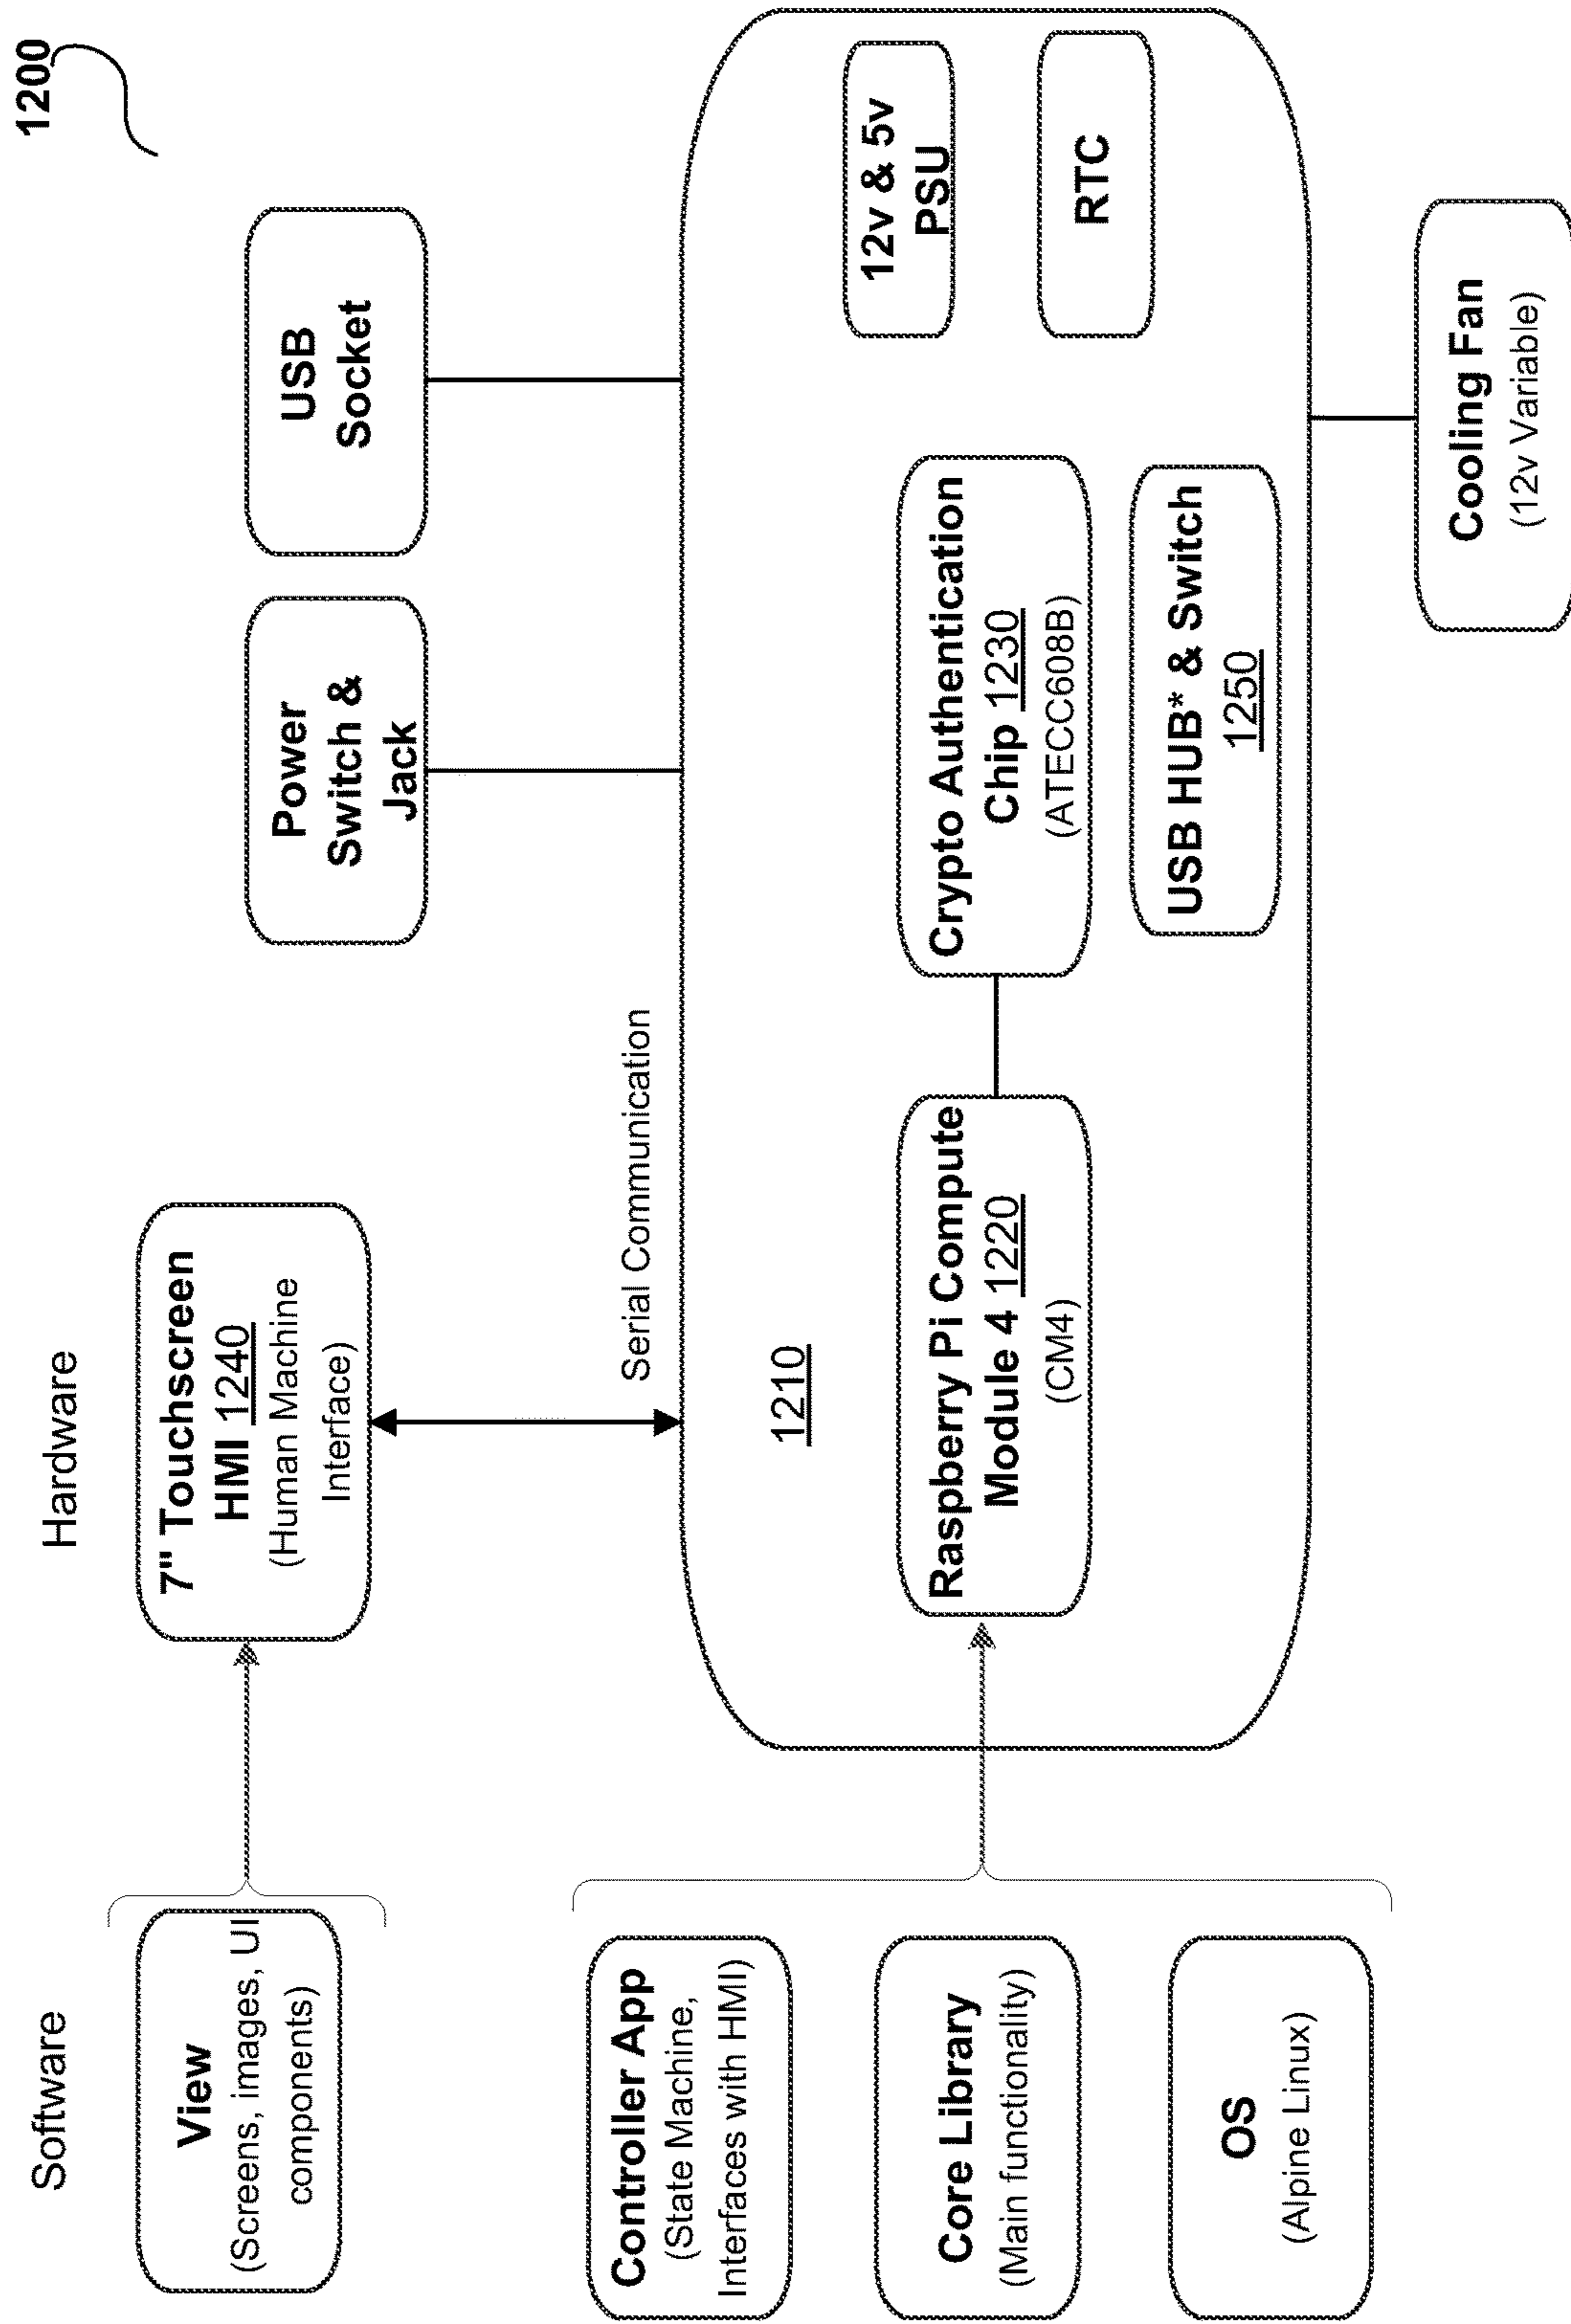 1200
Software
Hardware
View
(Screens, images, UI
components)
7" Touchscreen
HMI 1240
(Human Machine
Interface)
Power
Switch &
Jack
USB
Socket
Serial Communication
Controller App
(State Machine,
Interfaces with HMI)
Core Library
(Main functionality)
OS
(Alpine Linux)
1210
Raspberry Pi Compute
Module 4 1220
(CM4)
Crypto Authentication
Chip 1230
(ATECC608B)
USB HUB* & Switch
1250
12v & 5v
PSU
RTC
Cooling Fan
(12v Variable)